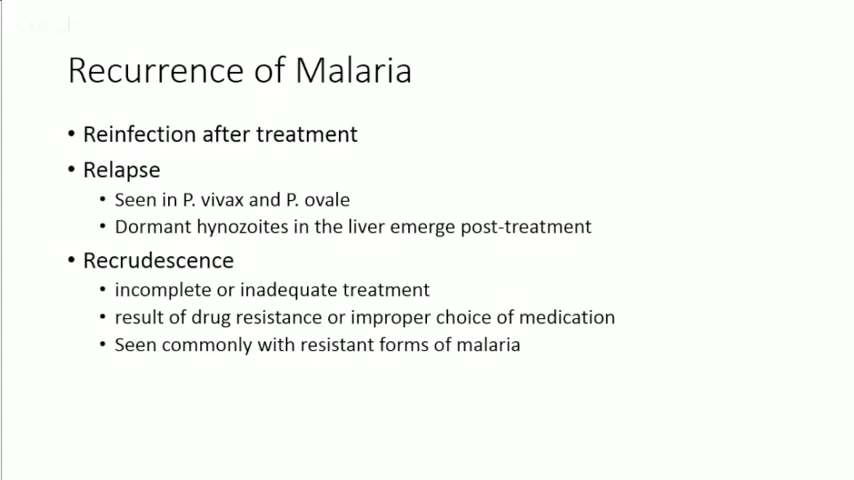 Recurrence of Malaria
• Reinfection after treatment
• Relapse
• Seen in P. vivax and P. ovale
• Dormant hynozoites in the liver emerge post-treatment
• Recrudescence
• incomplete or inadequate treatment
• result of drug resistance or improper choice of medication
• Seen commonly with resistant forms of malaria